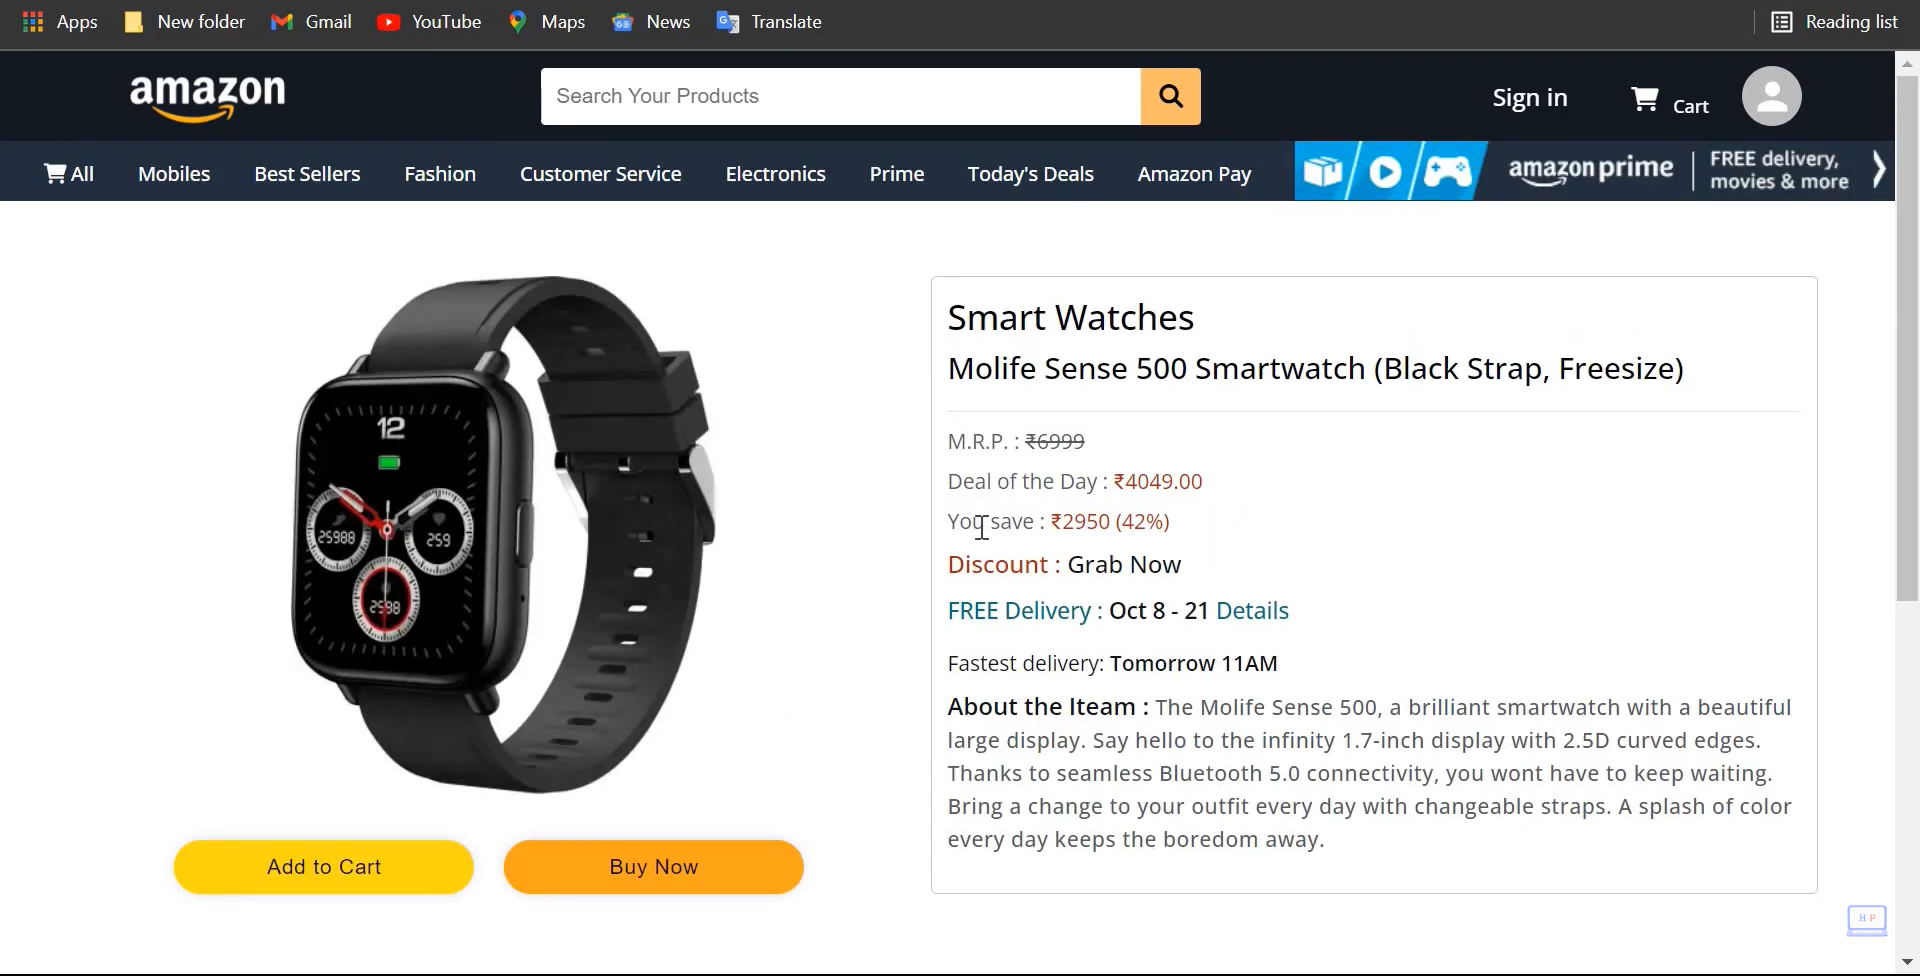 Apps New folder Gmail YouTube Maps News Translate Reading list
amazon Search Your Products Sign in Cart
All Mobiles Best Sellers Fashion Customer Service Electronics Prime Today's Deals Amazon Pay amazon prime FREE delivery,
movies & more
Smart Watches
Molife Sense 500 Smartwatch (Black Strap, Freesize)
M.R.P. : ₹6999
Deal of the Day : ₹4049.00
You save : ₹2950 (42%)
Discount : Grab Now
FREE Delivery : Oct 8 - 21 Details
Fastest delivery: Tomorrow 11AM
About the Iteam : The Molife Sense 500, a brilliant smartwatch with a beautiful
large display. Say hello to the infinity 1.7-inch display with 2.5D curved edges.
Thanks to seamless Bluetooth 5.0 connectivity, you wont have to keep waiting.
Bring a change to your outfit every day with changeable straps. A splash of color
every day keeps the boredom away.
12
25988 259
2598
Add to Cart Buy Now
H P